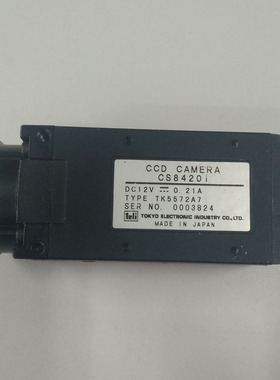 CCD CAMERA
CS8420i
DC12V ⎓ 0.21A
TYPE TK5572A7
SER NO. 0003824
Teli TOKYO ELECTRONIC INDUSTRY CO., LTD.
MADE IN JAPAN